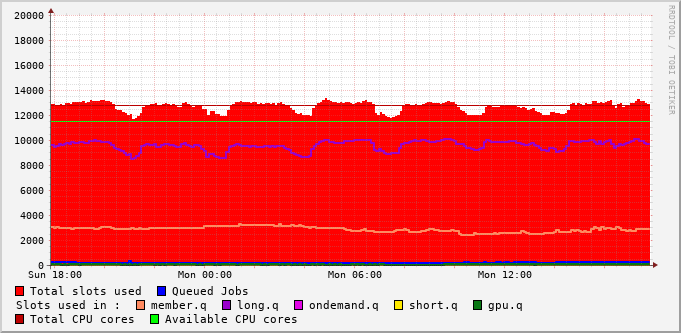 20000
18000
16000
14000
12000
10000
8000
6000
4000
2000
0
Sun 18:00 Mon 00:00 Mon 06:00 Mon 12:00
Total slots used Queued Jobs
Slots used in : member.q long.q ondemand.q short.q gpu.q
Total CPU cores Available CPU cores
RRDTOOL / TOBI OETIKER